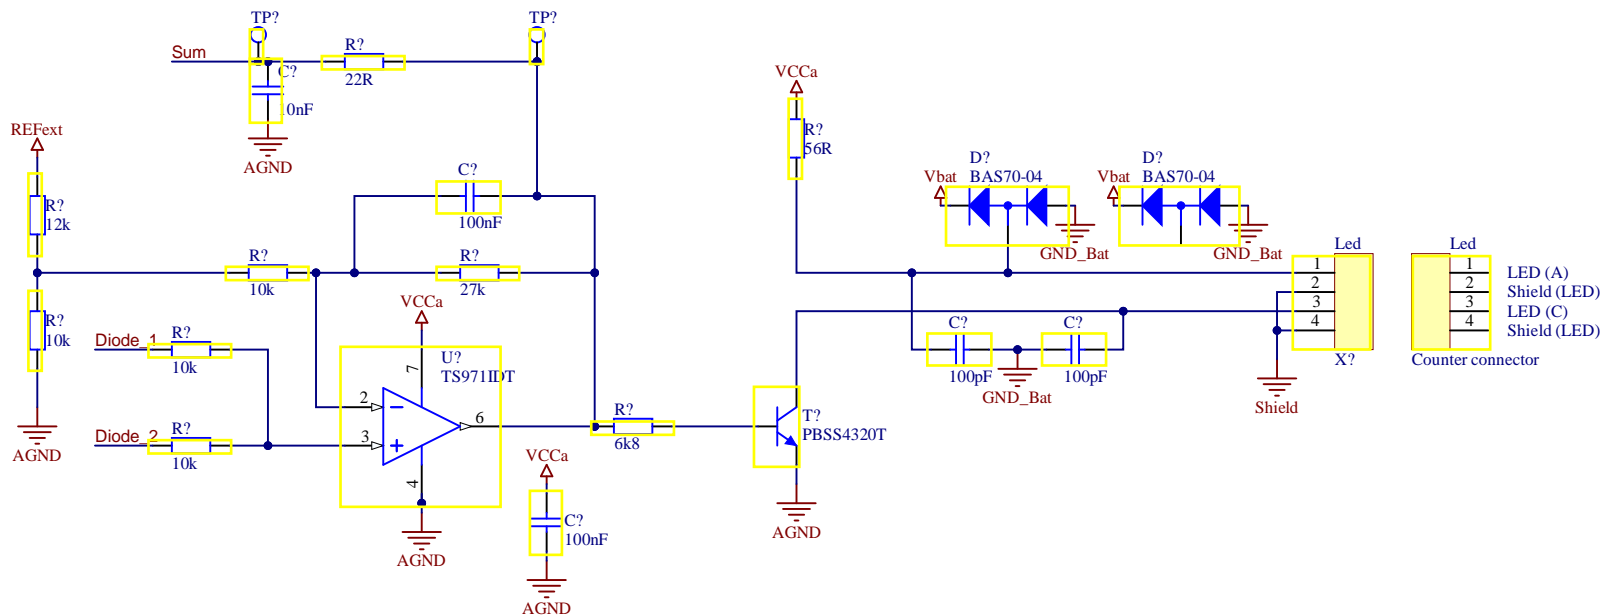 TP?
TP?
Sum
R?
22R
C?
10nF
AGND
REFext
R?
12k
R?
10k
AGND
C?
100nF
R?
10k
R?
27k
Diode_1
R?
10k
Diode_2
R?
10k
VCCa
U?
TS971IDT
7
2
3
6
4
AGND
VCCa
C?
100nF
AGND
R?
6k8
T?
PBSS4320T
AGND
VCCa
R?
56R
D?
BAS70-04
Vbat
GND_Bat
D?
BAS70-04
Vbat
GND_Bat
C?
100pF
C?
100pF
GND_Bat
Led
1
2
3
4
X?
Shield
Led
1
2
3
4
LED (A)
Shield (LED)
LED (C)
Shield (LED)
Counter connector